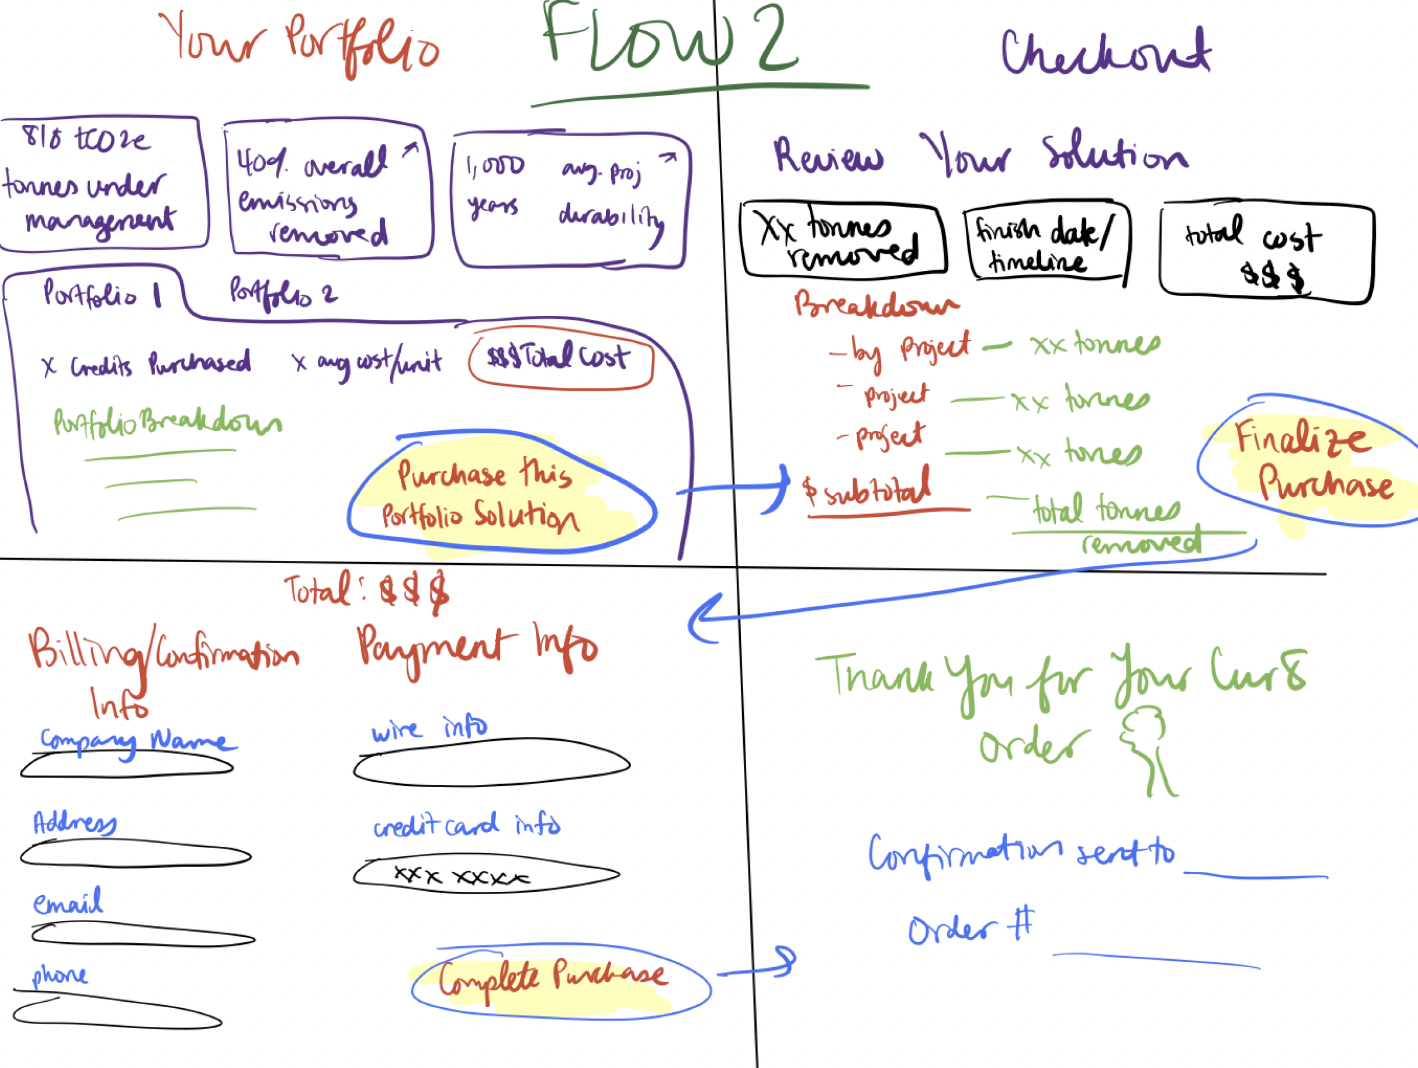 Your Portfolio
FLOW 2
Checkout
818 tCO2e
tonnes under
management
40% overall
emissions
removed
1,000 avg. proj
years durability
Portfolio 1
Portfolio 2
x Credits Purchased
x avg cost/unit
$$$ Total Cost
Portfolio Breakdown
Purchase this
Portfolio Solution
Review Your Solution
Xx tonnes
removed
finish date/
timeline
total cost
$$$
Breakdown
- by project - xx tonnes
- project - xx tonnes
- project - xx tonnes
$ subtotal - total tonnes
removed
Finalize
Purchase
Total: $$$
Billing/Confirmation
Info
Company Name
Address
email
phone
Payment Info
wire info
credit card info
xxx xxxx
Complete Purchase
Thank You for Your Cur8
order
Confirmation sent to
Order #